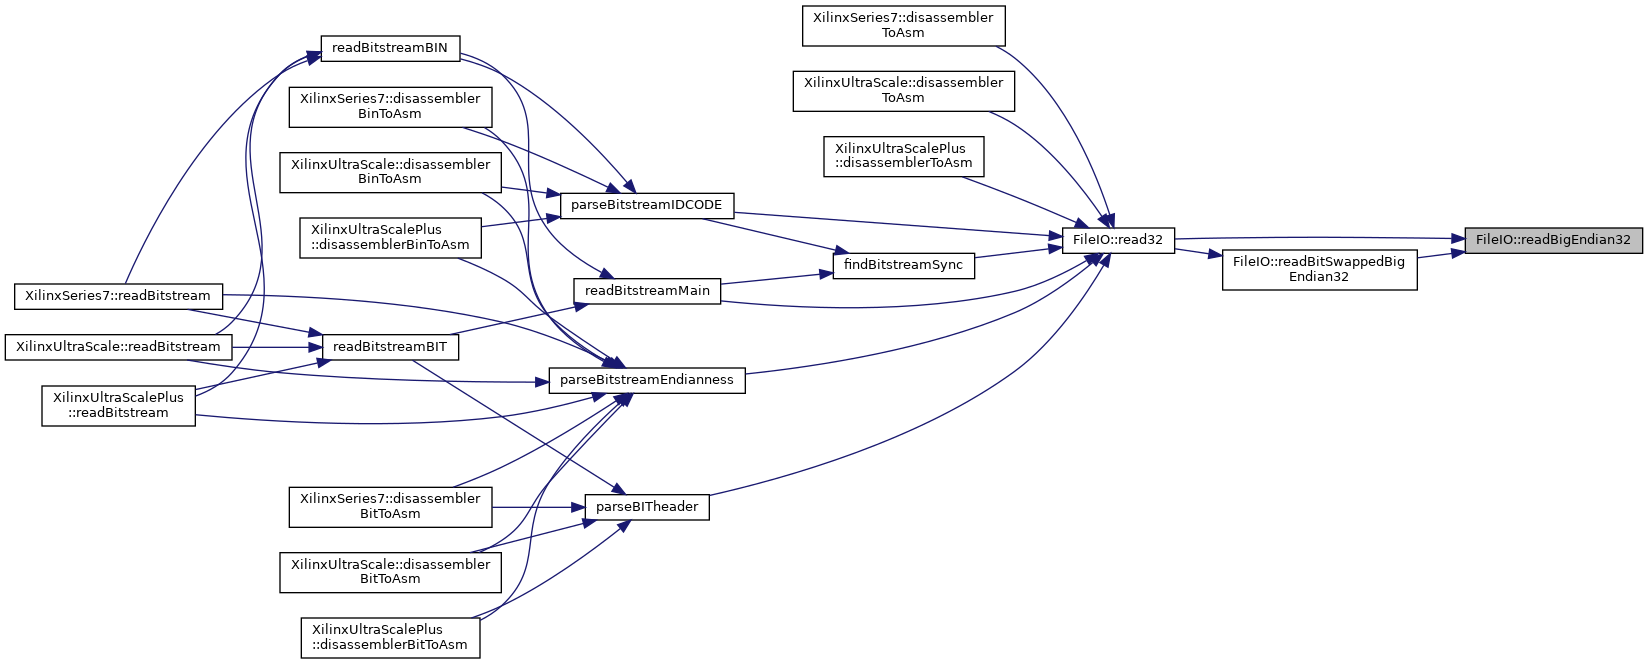 XilinxSeries7::disassembler
ToAsm
readBitstreamBIN
XilinxUltraScale::disassembler
ToAsm
XilinxSeries7::disassembler
BinToAsm
XilinxUltraScalePlus
::disassemblerToAsm
XilinxUltraScale::disassembler
BinToAsm
parseBitstreamIDCODE
XilinxUltraScalePlus
::disassemblerBinToAsm
FileIO::read32
FileIO::readBigEndian32
findBitstreamSync
FileIO::readBitSwappedBig
Endian32
readBitstreamMain
XilinxSeries7::readBitstream
XilinxUltraScale::readBitstream
readBitstreamBIT
parseBitstreamEndianness
XilinxUltraScalePlus
::readBitstream
XilinxSeries7::disassembler
BitToAsm
parseBITheader
XilinxUltraScale::disassembler
BitToAsm
XilinxUltraScalePlus
::disassemblerBitToAsm